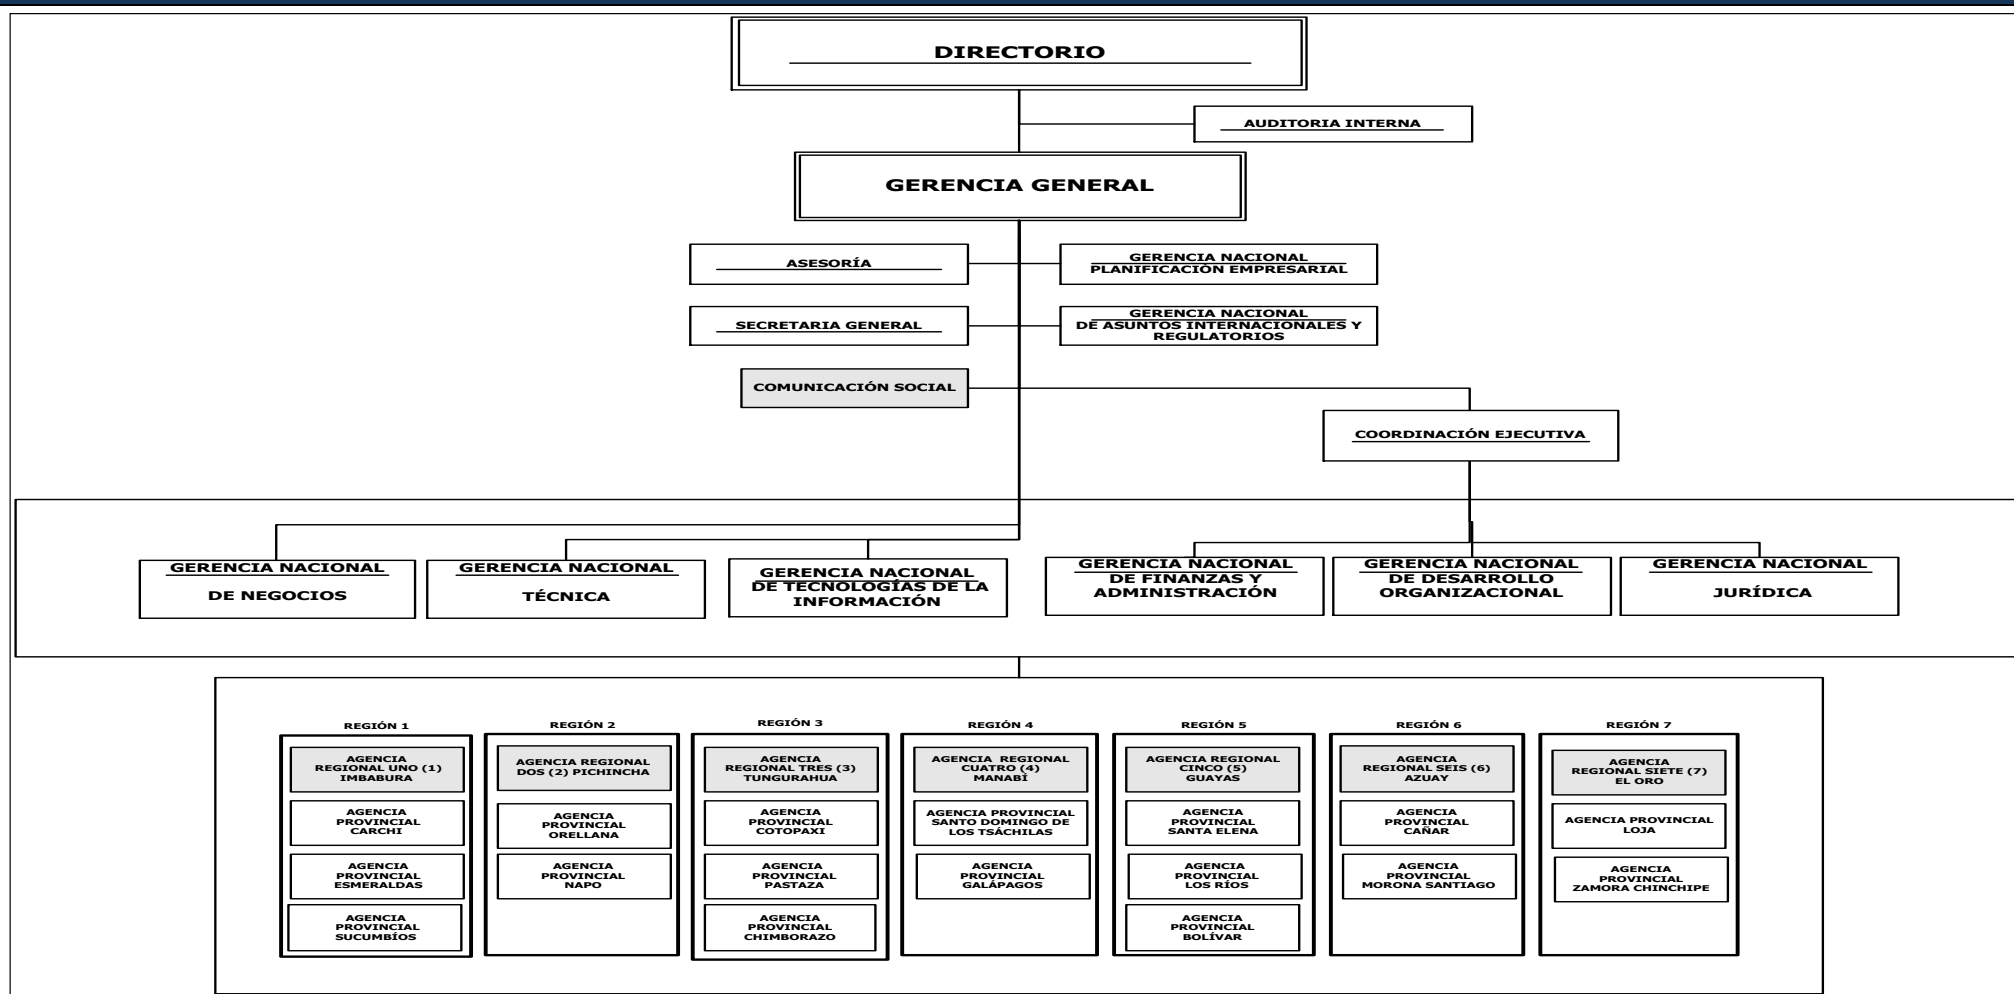 DIRECTORIO
AUDITORIA INTERNA
GERENCIA GENERAL
ASESORÍA
GERENCIA NACIONAL
PLANIFICACIÓN EMPRESARIAL
SECRETARIA GENERAL
GERENCIA NACIONAL
DE ASUNTOS INTERNACIONALES Y
REGULATORIOS
COMUNICACIÓN SOCIAL
COORDINACIÓN EJECUTIVA
GERENCIA NACIONAL
DE NEGOCIOS
GERENCIA NACIONAL
TÉCNICA
GERENCIA NACIONAL
DE TECNOLOGÍAS DE LA
INFORMACIÓN
GERENCIA NACIONAL
DE FINANZAS Y
ADMINISTRACIÓN
GERENCIA NACIONAL
DE DESARROLLO
ORGANIZACIONAL
GERENCIA NACIONAL
JURÍDICA
REGIÓN 1
AGENCIA
REGIONAL UNO (1)
IMBABURA
AGENCIA
PROVINCIAL
CARCHI
AGENCIA
PROVINCIAL
ESMERALDAS
AGENCIA
PROVINCIAL
SUCUMBÍOS
REGIÓN 2
AGENCIA REGIONAL
DOS (2) PICHINCHA
AGENCIA
PROVINCIAL
ORELLANA
AGENCIA
PROVINCIAL
NAPO
REGIÓN 3
AGENCIA
REGIONAL TRES (3)
TUNGURAHUA
AGENCIA
PROVINCIAL
COTOPAXI
AGENCIA
PROVINCIAL
PASTAZA
AGENCIA
PROVINCIAL
CHIMBORAZO
REGIÓN 4
AGENCIA REGIONAL
CUATRO (4)
MANABÍ
AGENCIA PROVINCIAL
SANTO DOMINGO DE
LOS TSÁCHILAS
AGENCIA
PROVINCIAL
GALÁPAGOS
REGIÓN 5
AGENCIA REGIONAL
CINCO (5)
GUAYAS
AGENCIA
PROVINCIAL
SANTA ELENA
AGENCIA
PROVINCIAL
LOS RÍOS
AGENCIA
PROVINCIAL
BOLÍVAR
REGIÓN 6
AGENCIA
REGIONAL SEIS (6)
AZUAY
AGENCIA
PROVINCIAL
CAÑAR
AGENCIA
PROVINCIAL
MORONA SANTIAGO
REGIÓN 7
AGENCIA
REGIONAL SIETE (7)
EL ORO
AGENCIA PROVINCIAL
LOJA
AGENCIA
PROVINCIAL
ZAMORA CHINCHIPE